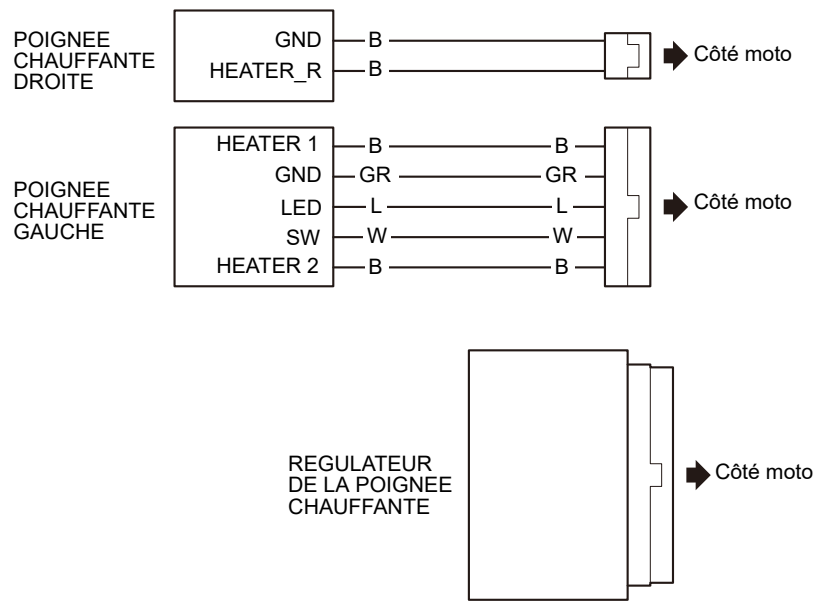 POIGNEE
CHAUFFANTE
DROITE
GND B
HEATER_R B
Côté moto
POIGNEE
CHAUFFANTE
GAUCHE
HEATER 1 B B
GND GR GR
LED L L
SW W W
HEATER 2 B B
Côté moto
REGULATEUR
DE LA POIGNEE
CHAUFFANTE
Côté moto